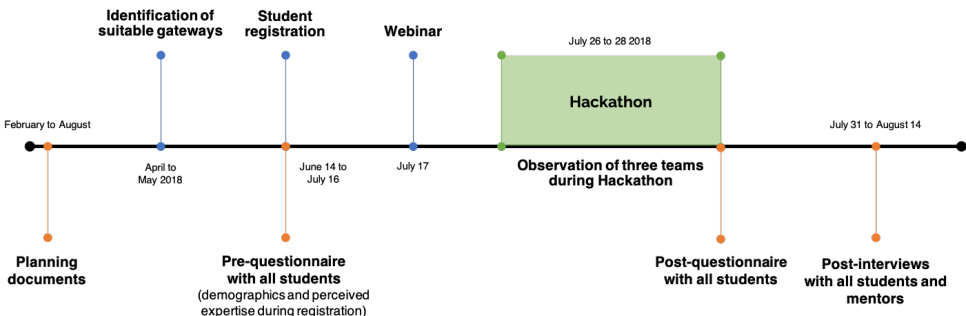 Identification of
suitable gateways
Student
registration
Webinar
July 26 to 28 2018
Hackathon
February to August
July 31 to August 14
April to
May 2018
June 14 to
July 16
July 17
Observation of three teams
during Hackathon
Planning
documents
Pre-questionnaire
with all students
(demographics and perceived
expertise during registration)
Post-questionnaire
with all students
Post-interviews
with all students and
mentors